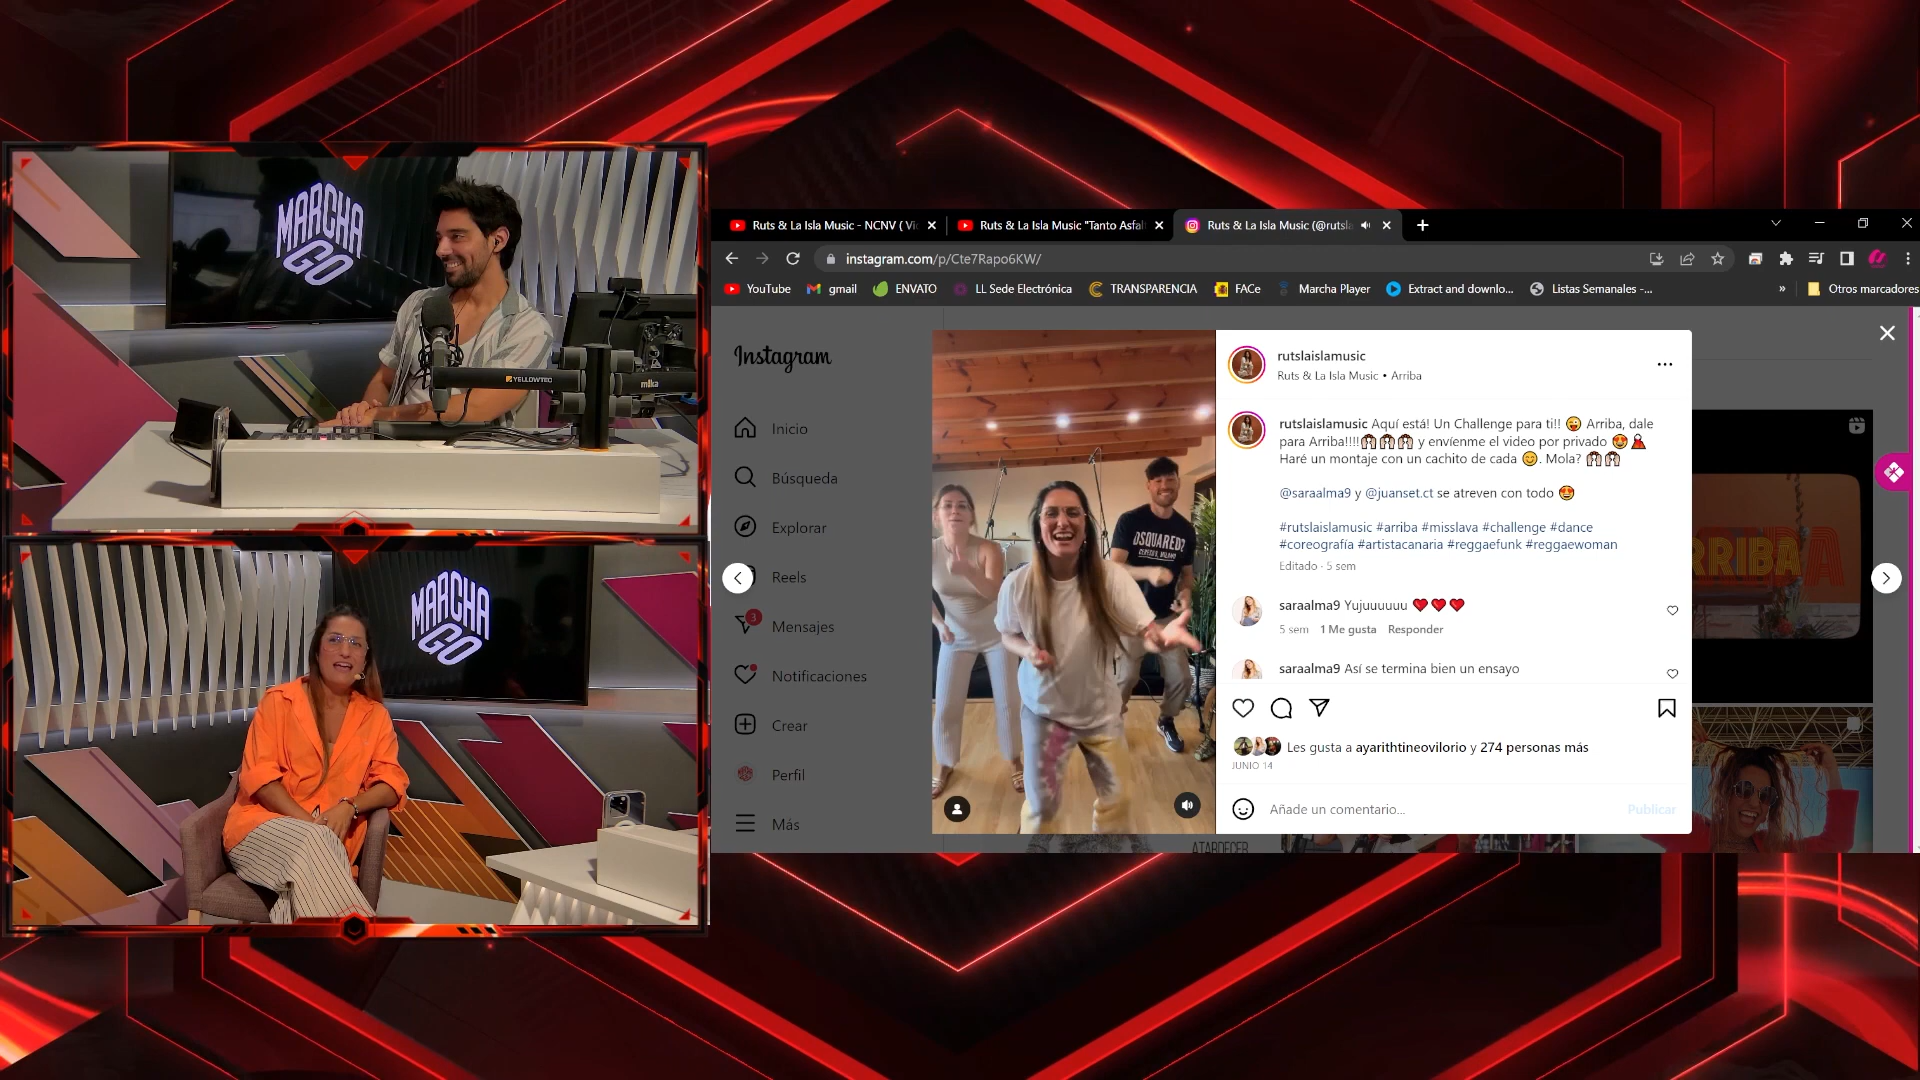 MARCHA
GO
YELLOWTEC
mika
MARCHA
GO
Ruts & La Isla Music - NCNV ( Vi
Ruts & La Isla Music "Tanto Asfal
Ruts & La Isla Music (@rutsla
instagram.com/p/Cte7Rapo6KW/
YouTube
gmail
ENVATO
LL Sede Electrónica
TRANSPARENCIA
FACe
Marcha Player
Extract and downlo...
Listas Semanales -...
»
Otros marcadores
Instagram
Inicio
Búsqueda
Explorar
Reels
3
Mensajes
Notificaciones
Crear
Perfil
Más
DSQUARED2
rutslaislamusic
Ruts & La Isla Music • Arriba
rutslaislamusic Aquí está! Un Challenge para ti!! 😜 Arriba, dale
para Arriba!!!! y envíenme el video por privado 😍
Haré un montaje con un cachito de cada 😊. Mola?
@saraalma9 y @juanset.ct se atreven con todo 😍
#rutslaislamusic #arriba #misslava #challenge #dance
#coreografía #artistacanaria #reggaefunk #reggaewoman
Editado · 5 sem
saraalma9 Yujuuuuuu ❤️❤️❤️
5 sem 1 Me gusta Responder
saraalma9 Así se termina bien un ensayo
Les gusta a ayarithtineovilorio y 274 personas más
JUNIO 14
Añade un comentario...
Publicar
RRIBA
ATARDECER